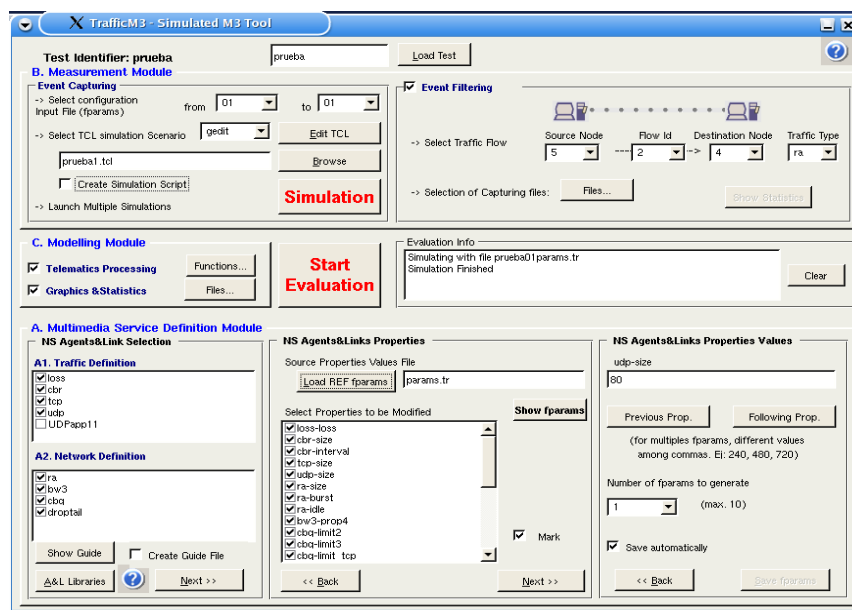 TrafficM3 - Simulated M3 Tool
Test Identifier: prueba
prueba
Load Test
B. Measurement Module
Event Capturing
-> Select configuration
Input File (fparams)
from
01
to
01
-> Select TCL simulation Scenario
gedit
Edit TCL
prueba1.tcl
Browse
Create Simulation Script
Simulation
-> Launch Multiple Simulations
Event Filtering
-> Select Traffic Flow
Source Node
Flow Id
Destination Node
Traffic Type
5
---
2
-->
4
ra
-> Selection of Capturing files:
Files...
Show Statistics
C. Modelling Module
Telematics Processing
Functions...
Graphics &Statistics
Files...
Start
Evaluation
Evaluation Info
Simulating with file prueba01params.tr
Simulation Finished
Clear
A. Multimedia Service Definition Module
NS Agents&Link Selection
A1. Traffic Definition
loss
cbr
tcp
udp
UDPapp11
A2. Network Definition
ra
bw3
cbq
droptail
Show Guide
Create Guide File
A&L Libraries
Next >>
NS Agents&Links Properties
Source Properties Values File
Load REF fparams
params.tr
Select Properties to be Modified
Show fparams
loss-loss
cbr-size
cbr-interval
tcp-size
udp-size
ra-size
ra-burst
ra-idle
bw3-prop4
cbq-limit2
cbq-limit3
cbq-limit_tcp
Mark
<< Back
Next >>
NS Agents&Links Properties Values
udp-size
80
Previous Prop.
Following Prop.
(for multiples fparams, different values
among commas. Ej: 240, 480, 720)
Number of fparams to generate
1
(max. 10)
Save automatically
<< Back
Save fparams